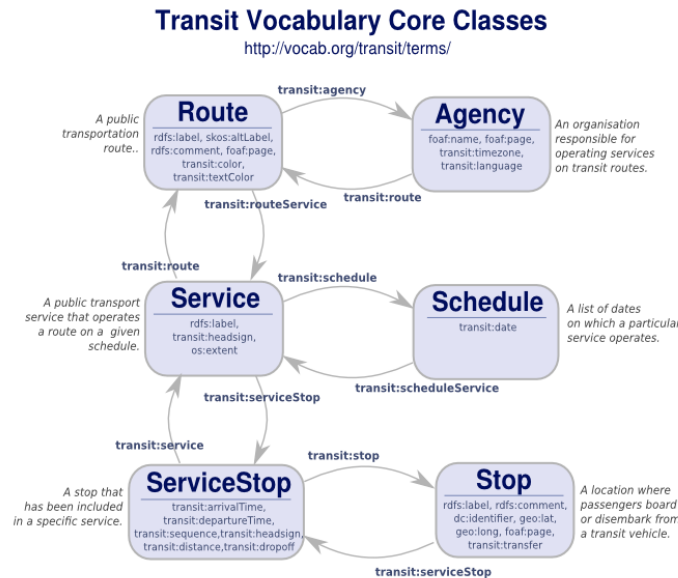 Transit Vocabulary Core Classes
http://vocab.org/transit/terms/
transit:agency
A public
transportation
route..
Route
rdfs:label, skos:altLabel,
rdfs:comment, foaf:page,
transit:color,
transit:textColor
Agency
foaf:name, foaf:page,
transit:timezone,
transit:language
An organisation
responsible for
operating services
on transit routes.
transit:routeService
transit:route
transit:route
transit:schedule
A public transport
service that operates
a route on a given
schedule.
Service
rdfs:label,
transit:headsign,
os:extent
Schedule
transit:date
A list of dates
on which a particular
service operates.
transit:serviceStop
transit:scheduleService
transit:service
transit:stop
A stop that
has been included
in a specific service.
ServiceStop
transit:arrivalTime,
transit:departureTime,
transit:sequence,transit:headsign,
transit:distance,transit:dropoff
Stop
rdfs:label, rdfs:comment,
dc:identifier, geo:lat,
geo:long, foaf:page,
transit:transfer
A location where
passengers board
or disembark from
a transit vehicle.
transit:serviceStop